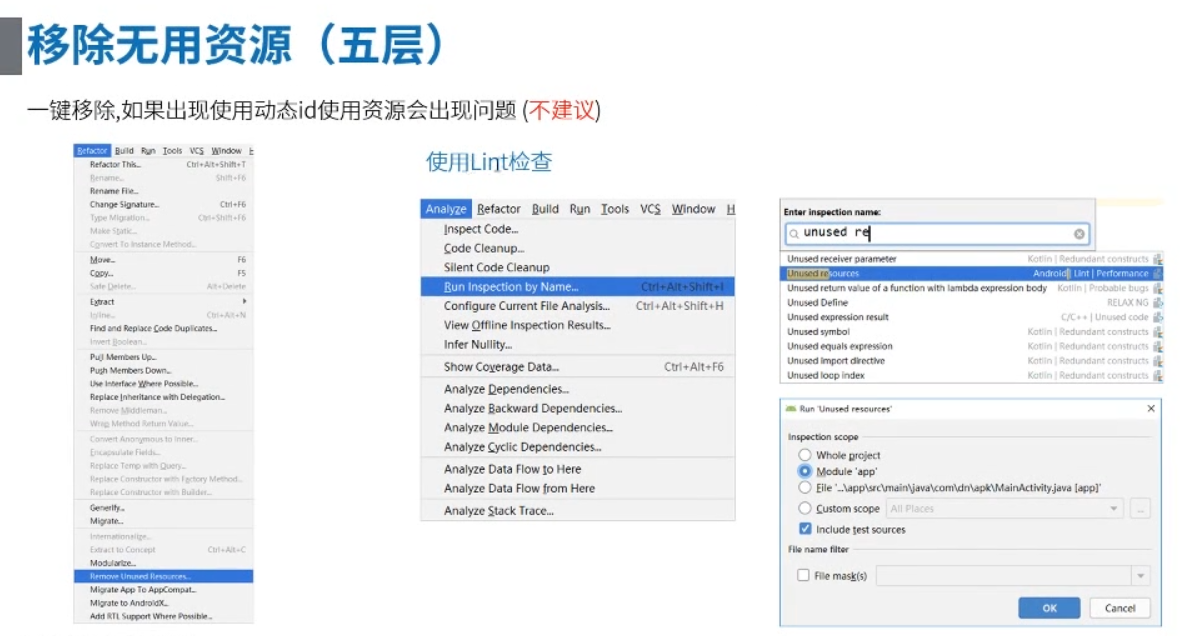 移除无用资源（五层）
一键移除,如果出现使用动态id使用资源会出现问题 (不建议)
Refactor Build Run Tools VCS Window H
Refactor This... Ctrl+Alt+Shift+T
Rename... Shift+F6
Rename File...
Change Signature... Ctrl+F6
Type Migration... Ctrl+Shift+F6
Make Static...
Convert To Instance Method...
Move... F6
Copy... F5
Safe Delete... Alt+Delete
Extract
Inline... Ctrl+Alt+N
Find and Replace Code Duplicates...
Invert Boolean...
Pull Members Up...
Push Members Down...
Use Interface Where Possible...
Replace Inheritance with Delegation...
Remove Middleman...
Wrap Method Return Value...
Convert Anonymous to Inner...
Encapsulate Fields...
Replace Temp with Query...
Replace Constructor with Factory Method...
Replace Constructor with Builder...
Generify...
Migrate...
Internationalize...
Extract to Concept Ctrl+Alt+C
Modularize...
Remove Unused Resources...
Migrate App To AppCompat...
Migrate to AndroidX...
Add RTL Support Where Possible...
使用Lint检查
Analyze Refactor Build Run Tools VCS Window H
Inspect Code...
Code Cleanup...
Silent Code Cleanup
Run Inspection by Name... Ctrl+Alt+Shift+I
Configure Current File Analysis... Ctrl+Alt+Shift+H
View Offline Inspection Results...
Infer Nullity...
Show Coverage Data... Ctrl+Alt+F6
Analyze Dependencies...
Analyze Backward Dependencies...
Analyze Module Dependencies...
Analyze Cyclic Dependencies...
Analyze Data Flow to Here
Analyze Data Flow from Here
Analyze Stack Trace...
Enter inspection name:
unused re
Unused receiver parameter Kotlin | Redundant constructs
Unused resources Android | Lint | Performance
Unused return value of a function with lambda expression body Kotlin | Probable bugs
Unused Define RELAX NG
Unused expression result C/C++ | Unused code
Unused symbol Kotlin | Redundant constructs
Unused equals expression Kotlin | Redundant constructs
Unused import directive Kotlin | Redundant constructs
Unused loop index Kotlin | Redundant constructs
Run 'Unused resources'
Inspection scope
Whole project
Module 'app'
File '...\app\src\main\java\com\dn\apk\MainActivity.java [app]'
Custom scope All Places ...
Include test sources
File name filter
File mask(s)
OK Cancel